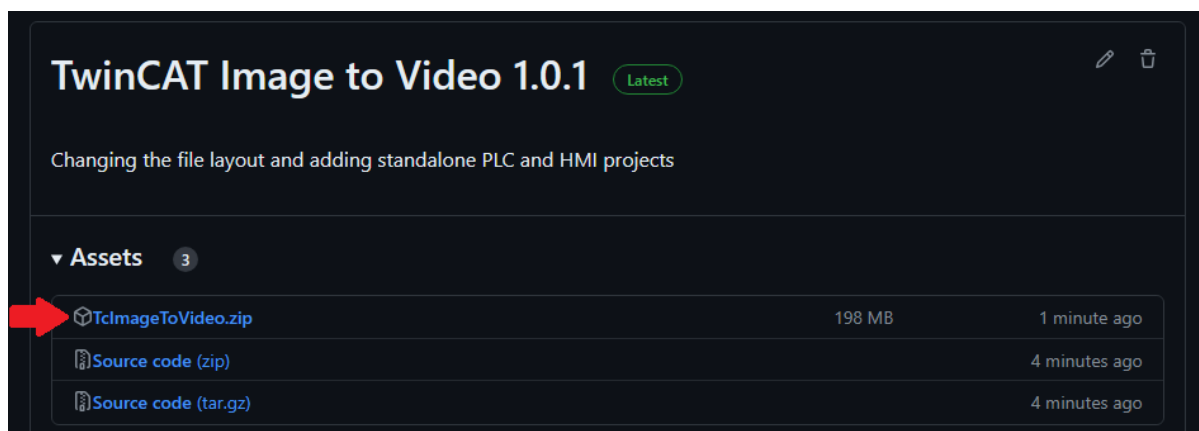 TwinCAT Image to Video 1.0.1 Latest
Changing the file layout and adding standalone PLC and HMI projects
Assets 3
TcImageToVideo.zip 198 MB 1 minute ago
Source code (zip) 4 minutes ago
Source code (tar.gz) 4 minutes ago